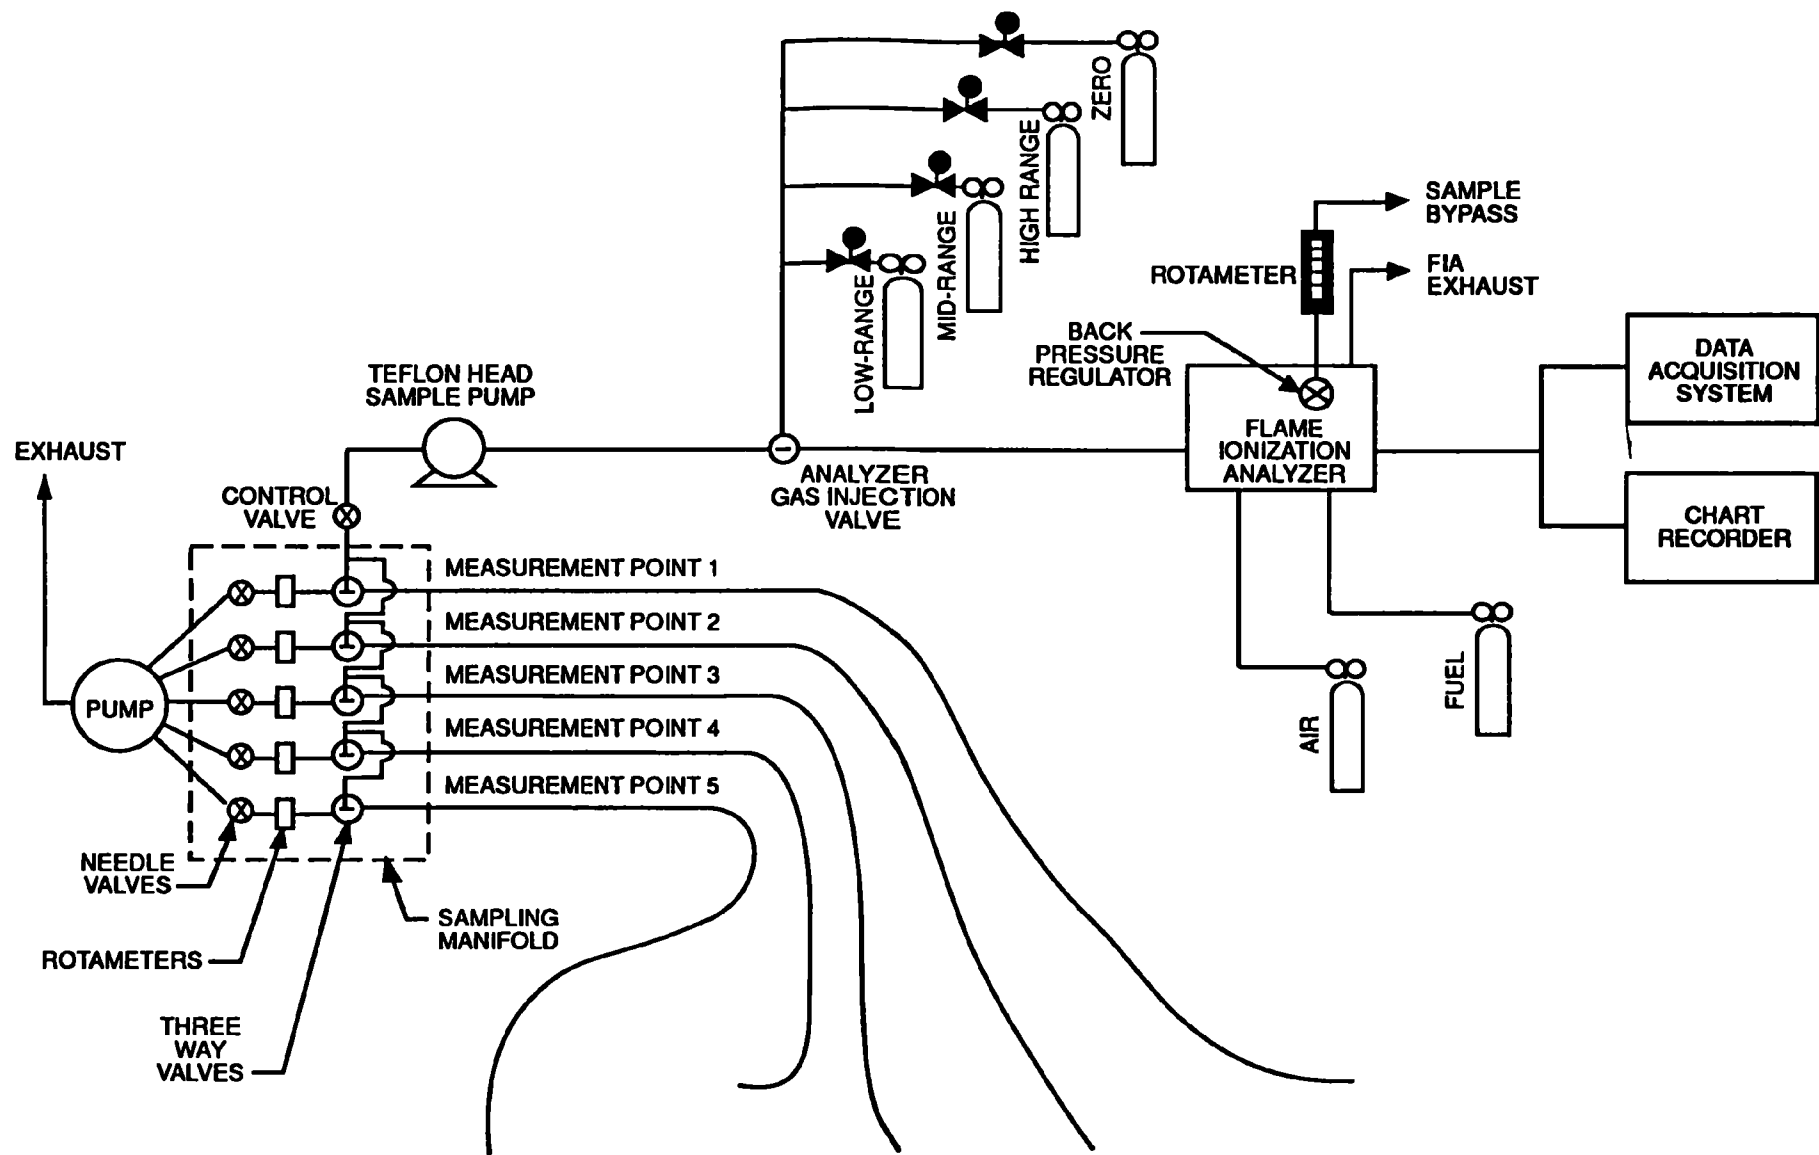 ZERO
HIGH RANGE
MID-RANGE
LOW-RANGE
SAMPLE
BYPASS
ROTAMETER
FIA
EXHAUST
BACK
PRESSURE
REGULATOR
DATA
ACQUISITION
SYSTEM
TEFLON HEAD
SAMPLE PUMP
FLAME
IONIZATION
ANALYZER
EXHAUST
ANALYZER
GAS INJECTION
VALVE
CONTROL
VALVE
CHART
RECORDER
MEASUREMENT POINT 1
MEASUREMENT POINT 2
MEASUREMENT POINT 3
MEASUREMENT POINT 4
MEASUREMENT POINT 5
PUMP
FUEL
AIR
NEEDLE
VALVES
SAMPLING
MANIFOLD
ROTAMETERS
THREE
WAY
VALVES